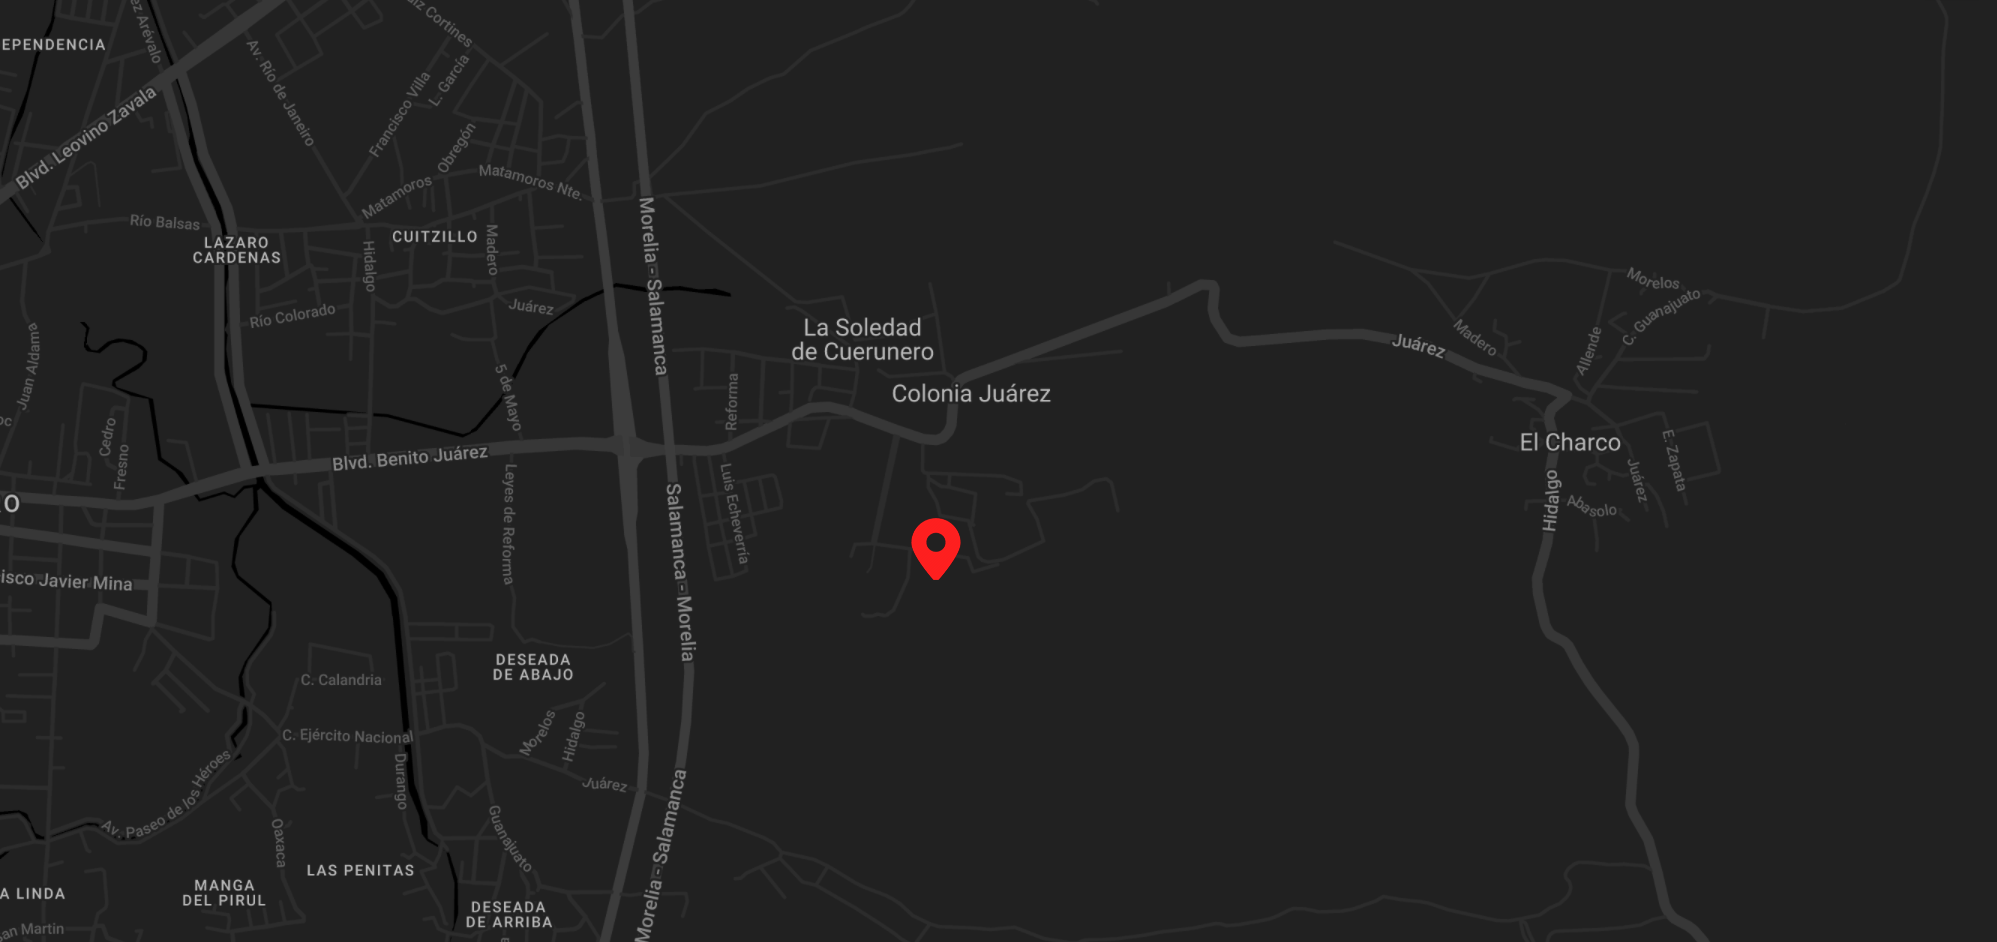 EPENDENCIA
ez Arévalo
iz Cortines
Av. Río de Janeiro
Francisco Villa
L. García
Blvd. Leovino Zavala
Obregón
Matamoros Nte.
Matamoros
Río Balsas
LAZARO
CARDENAS
CUITZILLO
Hidalgo
Madero
Morelia - Salamanca
Juárez
Río Colorado
Juan Aldama
La Soledad
de Cuerunero
Colonia Juárez
Reforma
5 de Mayo
Morelos
C. Guanajuato
Madero
Allende
Juárez
El Charco
E. Zapata
Juárez
Hidalgo
Abasolo
oc
Cedro
Fresno
Blvd. Benito Juárez
Leyes de Reforma
Luis Echeverría
Salamanca - Morelia
O
isco Javier Mina
DESEADA
DE ABAJO
C. Calandria
C. Ejército Nacional
Morelos
Hidalgo
Juárez
Durango
Av. Paseo de los Héroes
Oaxaca
Guanajuato
Morelia - Salamanca
LAS PENITAS
MANGA
DEL PIRUL
A LINDA
DESEADA
DE ARRIBA
an Martin